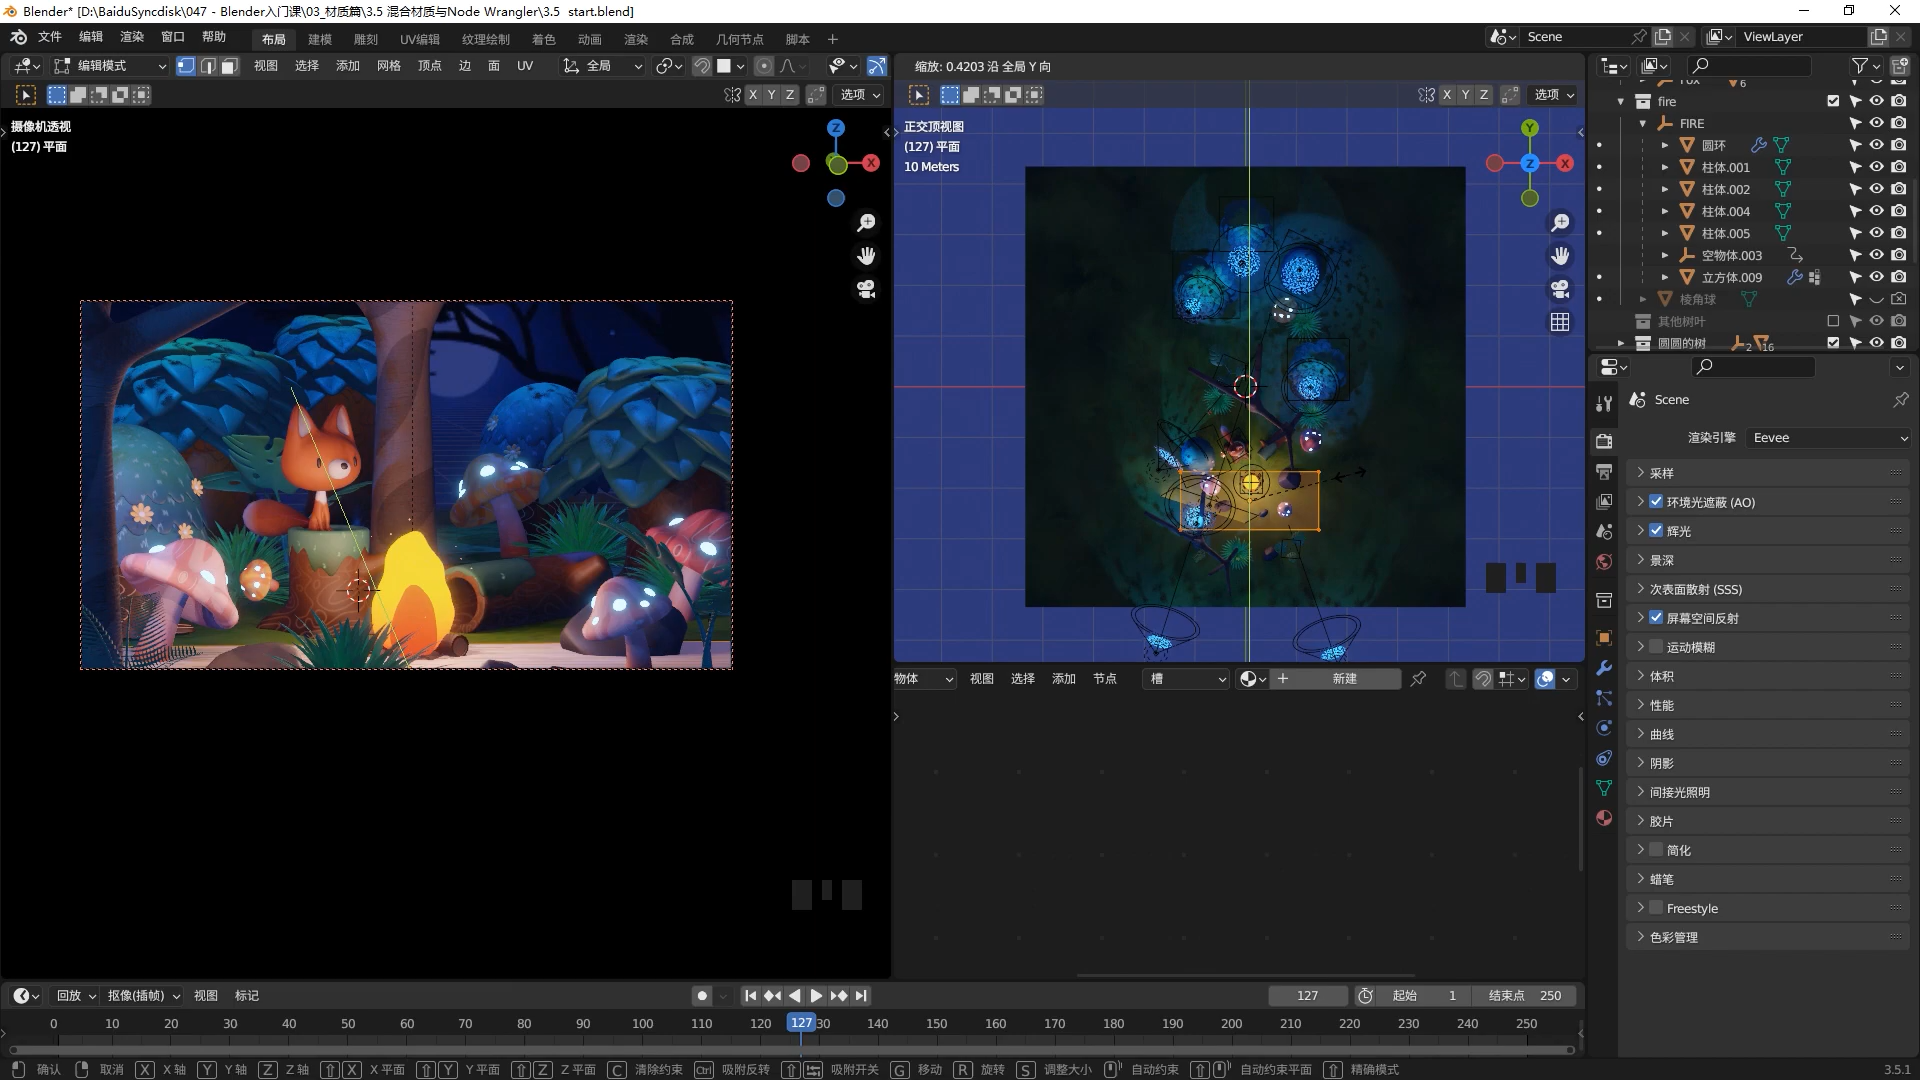 Blender* [D:\BaiduSyncdisk\047 - Blender入门课\03_材质篇\3.5 混合材质与Node Wrangler\3.5  start.blend]
文件 编辑 渲染 窗口 帮助 布局 建模 雕刻 UV编辑 纹理绘制 着色 动画 渲染 合成 几何节点 脚本 + Scene ViewLayer
编辑模式 视图 选择 添加 网格 顶点 边 面 UV 全局
缩放: 0.4203 沿 全局 Y 向
X Y Z 选项
X Y Z 选项
摄像机透视
(127) 平面
Z
X
正交顶视图
(127) 平面
10 Meters
Y
Z X
6
fire
FIRE
圆环
柱体.001
柱体.002
柱体.004
柱体.005
空物体.003
立方体.009
棱角球
其他树叶
圆圆的树 2 16
Scene
渲染引擎 Eevee
采样
环境光遮蔽 (AO)
辉光
景深
次表面散射 (SSS)
屏幕空间反射
运动模糊
体积
性能
曲线
阴影
间接光照明
胶片
简化
蜡笔
Freestyle
色彩管理
物体 视图 选择 添加 节点 槽 新建
回放 抠像(插帧) 视图 标记 127 起始 1 结束点 250
0 10 20 30 40 50 60 70 80 90 100 110 120 127 30 140 150 160 170 180 190 200 210 220 230 240 250
确认 取消 X X 轴 Y Y 轴 Z Z 轴 X X 平面 Y Y 平面 Z Z 平面 C 清除约束 Ctrl 吸附反转 吸附开关 G 移动 R 旋转 S 调整大小 自动约束 自动约束平面 精确模式 3.5.1